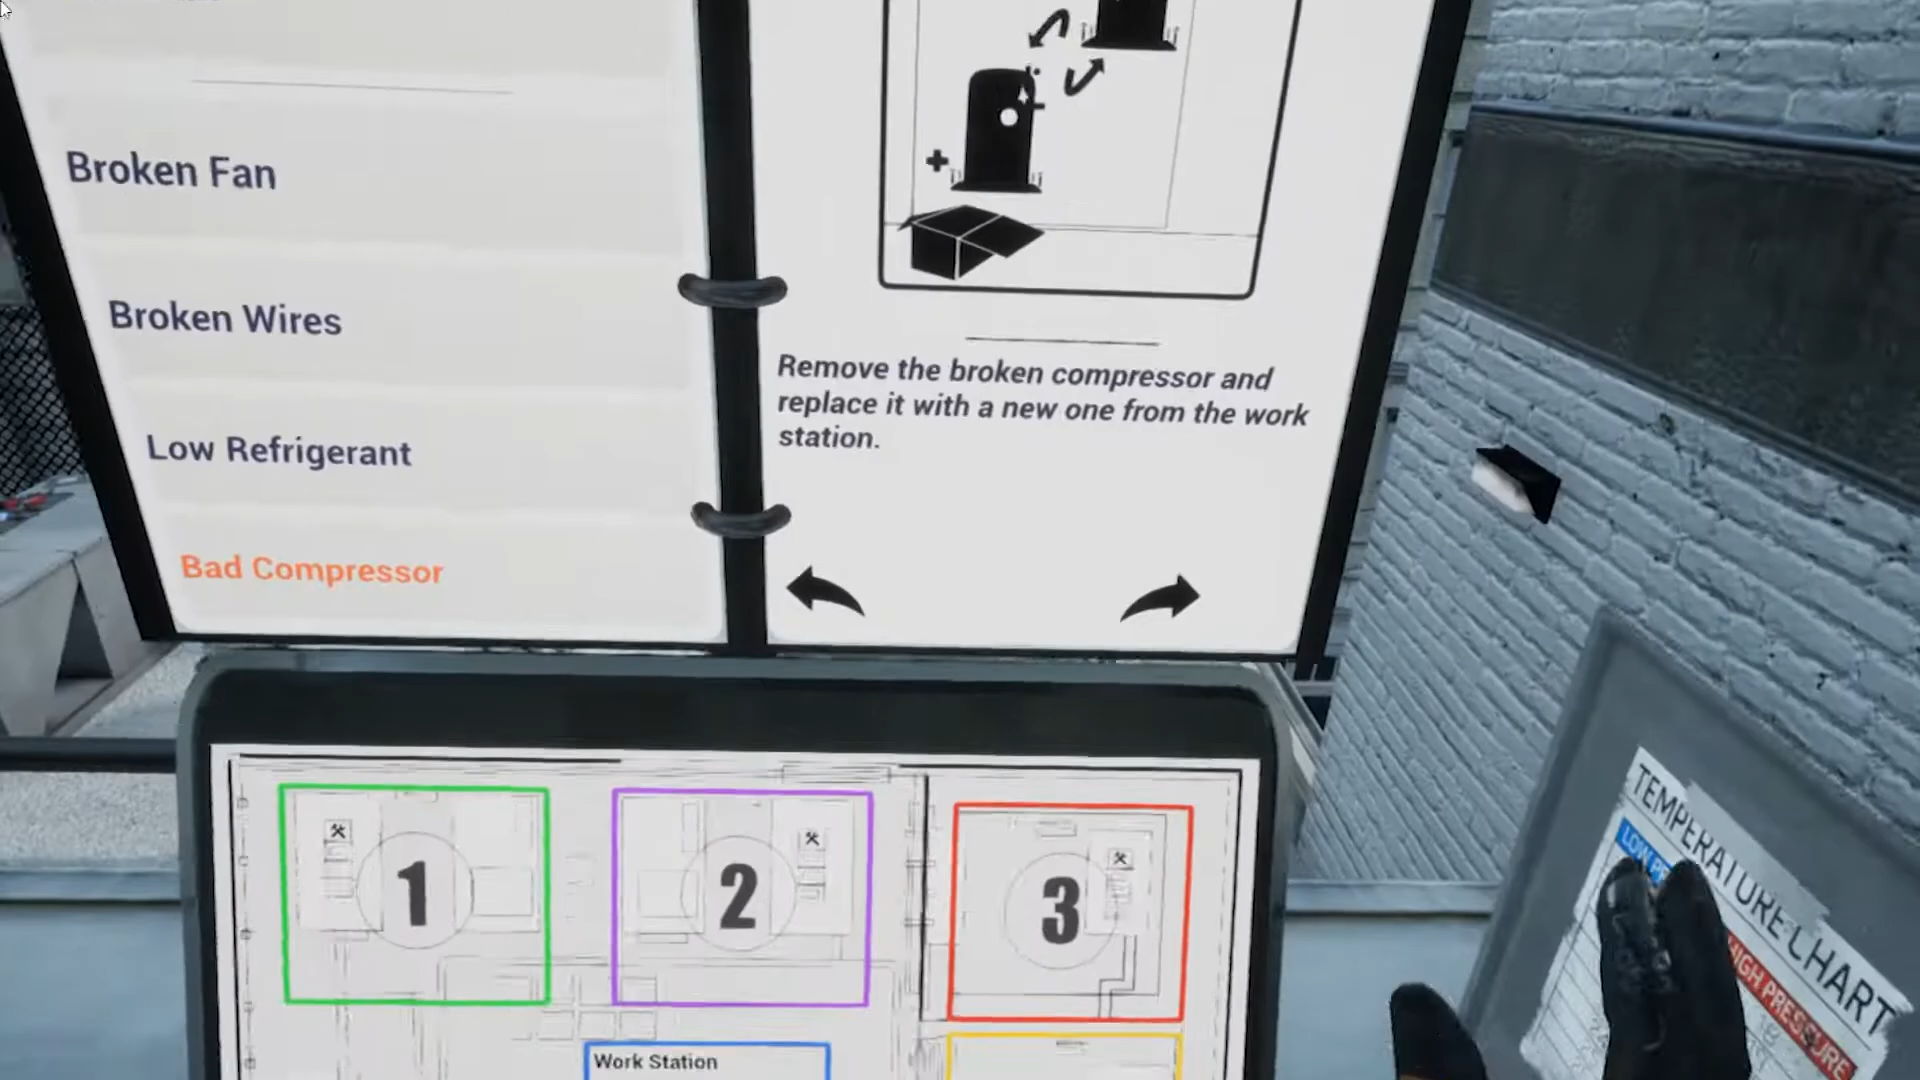 Broken Fan
Broken Wires
Low Refrigerant
Bad Compressor
Remove the broken compressor and
replace it with a new one from the work
station.
1
2
3
Work Station
TEMPERATURE CHART
LOW
HIGH PRESSURE